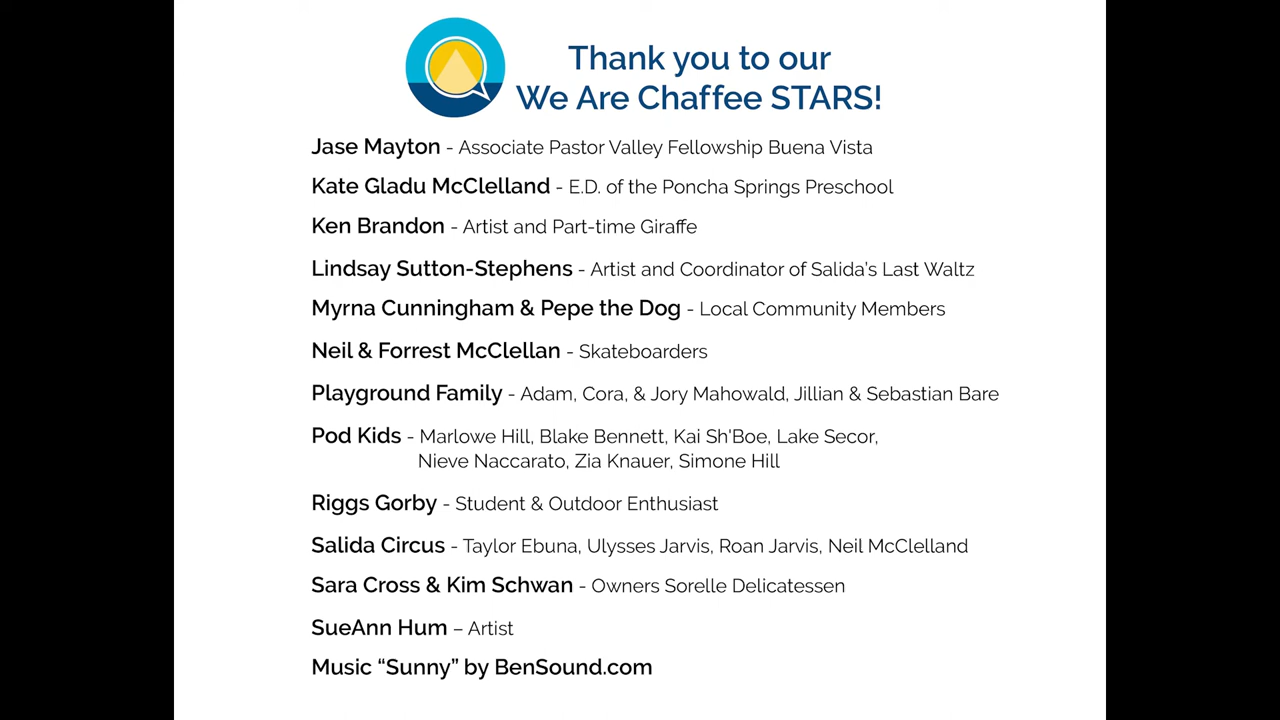 Thank you to our
We Are Chaffee STARS!
Jase Mayton - Associate Pastor Valley Fellowship Buena Vista
Kate Gladu McClelland - E.D. of the Poncha Springs Preschool
Ken Brandon - Artist and Part-time Giraffe
Lindsay Sutton-Stephens - Artist and Coordinator of Salida's Last Waltz
Myrna Cunningham & Pepe the Dog - Local Community Members
Neil & Forrest McClellan - Skateboarders
Playground Family - Adam, Cora, & Jory Mahowald, Jillian & Sebastian Bare
Pod Kids - Marlowe Hill, Blake Bennett, Kai Sh'Boe, Lake Secor,
Nieve Naccarato, Zia Knauer, Simone Hill
Riggs Gorby - Student & Outdoor Enthusiast
Salida Circus - Taylor Ebuna, Ulysses Jarvis, Roan Jarvis, Neil McClelland
Sara Cross & Kim Schwan - Owners Sorelle Delicatessen
SueAnn Hum – Artist
Music “Sunny” by BenSound.com